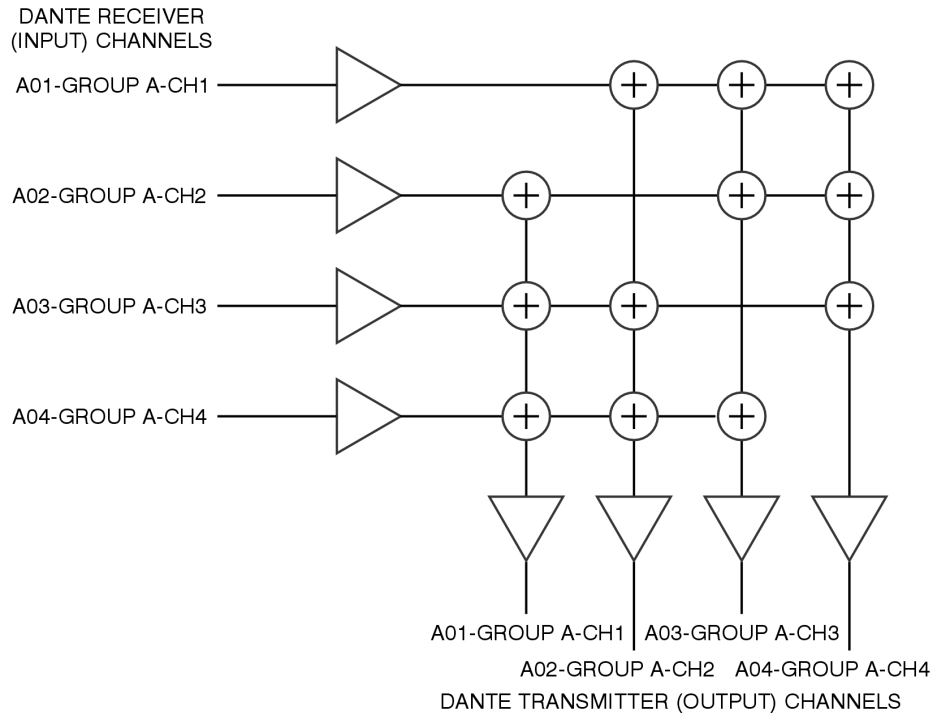 DANTE RECEIVER
(INPUT) CHANNELS
A01-GROUP A-CH1
A02-GROUP A-CH2
A03-GROUP A-CH3
A04-GROUP A-CH4
A01-GROUP A-CH1
A03-GROUP A-CH3
A02-GROUP A-CH2
A04-GROUP A-CH4
DANTE TRANSMITTER (OUTPUT) CHANNELS